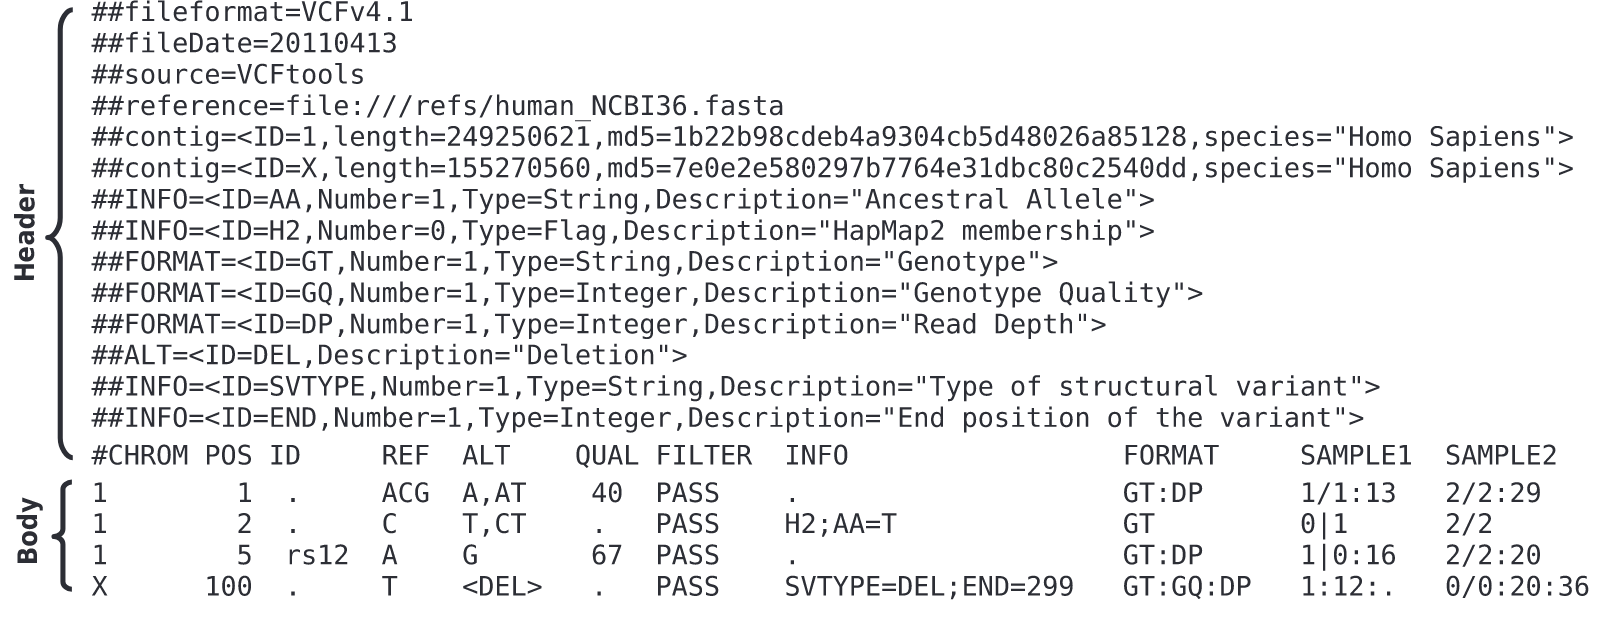 ##fileformat=VCFv4.1
##fileDate=20110413
##source=VCFtools
##reference=file:///refs/human_NCBI36.fasta
##contig=<ID=1,length=249250621,md5=1b22b98cdeb4a9304cb5d48026a85128,species="Homo Sapiens">
##contig=<ID=X,length=155270560,md5=7e0e2e580297b7764e31dbc80c2540dd,species="Homo Sapiens">
##INFO=<ID=AA,Number=1,Type=String,Description="Ancestral Allele">
##INFO=<ID=H2,Number=0,Type=Flag,Description="HapMap2 membership">
##FORMAT=<ID=GT,Number=1,Type=String,Description="Genotype">
##FORMAT=<ID=GQ,Number=1,Type=Integer,Description="Genotype Quality">
##FORMAT=<ID=DP,Number=1,Type=Integer,Description="Read Depth">
##ALT=<ID=DEL,Description="Deletion">
##INFO=<ID=SVTYPE,Number=1,Type=String,Description="Type of structural variant">
##INFO=<ID=END,Number=1,Type=Integer,Description="End position of the variant">
#CHROM POS ID REF ALT QUAL FILTER INFO FORMAT SAMPLE1 SAMPLE2
Header
1 1 . ACG A,AT 40 PASS . GT:DP 1/1:13 2/2:29
1 2 . C T,CT . PASS H2;AA=T GT 0|1 2/2
1 5 rs12 A G 67 PASS . GT:DP 1|0:16 2/2:20
X 100 . T <DEL> . PASS SVTYPE=DEL;END=299 GT:GQ:DP 1:12:. 0/0:20:36
Body